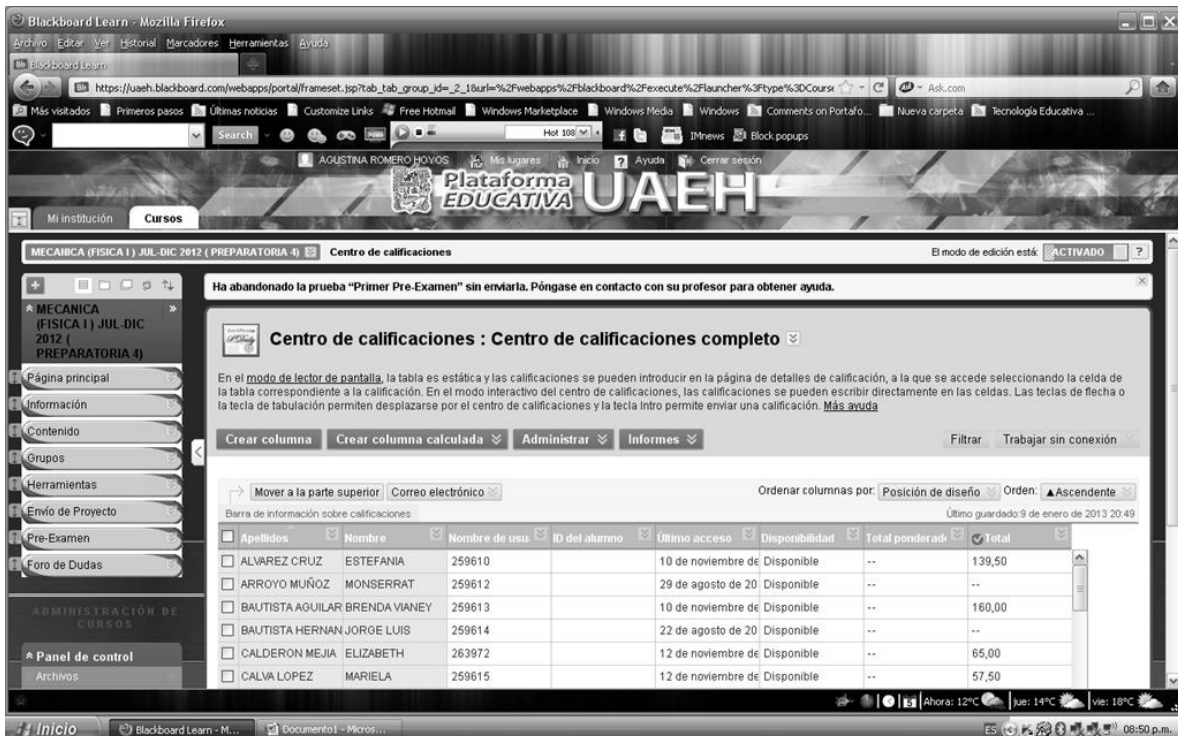 Blackboard Learn - Mozilla Firefox
Archivo Editar Ver Historial Marcadores Herramientas Ayuda
Blackboard Learn
https://uaeh.blackboard.com/webapps/portal/frameset.jsp?tab_tab_group_id=_2_1&url=%2Fwebapps%2Fblackboard%2Fexecute%2Flauncher%3Ftype%3DCourse Ask.com
Más visitados Primeros pasos Últimas noticias Customize Links Free Hotmail Windows Marketplace Windows Media Windows Comments on Portafo... Nueva carpeta Tecnología Educativa ...
Search Hot 108 IMnews Block popups
AGUSTINA ROMERO HOYOS Mis lugares Inicio Ayuda Cerrar sesión
Plataforma EDUCATIVA UAEH
Mi institución Cursos
MECANICA (FISICA I ) JUL-DIC 2012 ( PREPARATORIA 4) Centro de calificaciones El modo de edición está: ACTIVADO ?
Ha abandonado la prueba "Primer Pre-Examen" sin enviarla. Póngase en contacto con su profesor para obtener ayuda.
MECANICA
(FISICA I ) JUL-DIC
2012 (
PREPARATORIA 4)
Página principal
Información
Contenido
Grupos
Herramientas
Envío de Proyecto
Pre-Examen
Foro de Dudas
ADMINISTRACIÓN DE
CURSOS
Panel de control
Archivos
Centro de calificaciones : Centro de calificaciones completo
En el modo de lector de pantalla, la tabla es estática y las calificaciones se pueden introducir en la página de detalles de calificación, a la que se accede seleccionando la celda de
la tabla correspondiente a la calificación. En el modo interactivo del centro de calificaciones, las calificaciones se pueden escribir directamente en las celdas. Las teclas de flecha o
la tecla de tabulación permiten desplazarse por el centro de calificaciones y la tecla Intro permite enviar una calificación. Más ayuda
Crear columna Crear columna calculada Administrar Informes Filtrar Trabajar sin conexión
Mover a la parte superior Correo electrónico Ordenar columnas por: Posición de diseño Orden: ▲Ascendente
Barra de información sobre calificaciones Último guardado:9 de enero de 2013 20:49
Apellidos Nombre Nombre de usu ID del alumno Último acceso Disponibilidad Total ponderad Total
ALVAREZ CRUZ ESTEFANIA 259610 10 de noviembre de Disponible -- 139,50
ARROYO MUÑOZ MONSERRAT 259612 29 de agosto de 20 Disponible -- --
BAUTISTA AGUILAR BRENDA VIANEY 259613 10 de noviembre de Disponible -- 160,00
BAUTISTA HERNAN JORGE LUIS 259614 22 de agosto de 20 Disponible -- --
CALDERON MEJIA ELIZABETH 263972 12 de noviembre de Disponible -- 65,00
CALVA LOPEZ MARIELA 259615 12 de noviembre de Disponible -- 57,50
Ahora: 12°C jue: 14°C vie: 18°C
Inicio Blackboard Learn - M... Documento1 - Micros... ES 08:50 p.m.